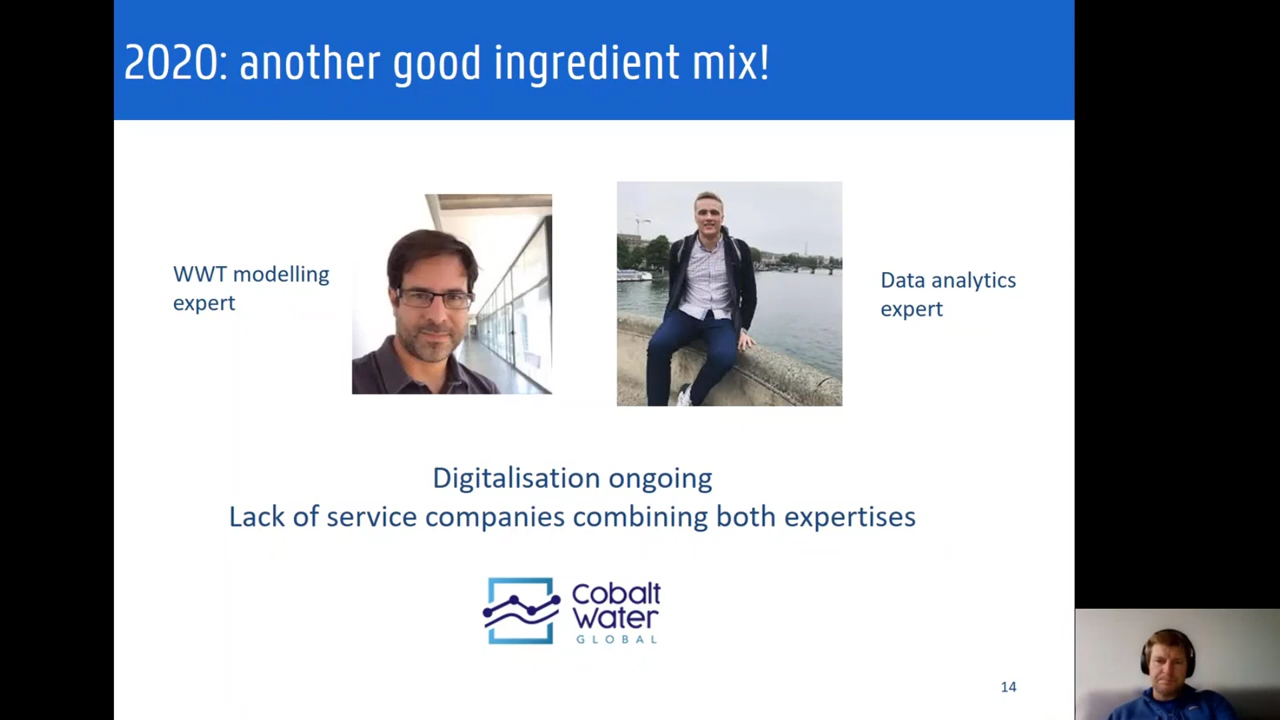 2020: another good ingredient mix!
WWT modelling
expert
Data analytics
expert
Digitalisation ongoing
Lack of service companies combining both expertises
Cobalt
Water
GLOBAL
14